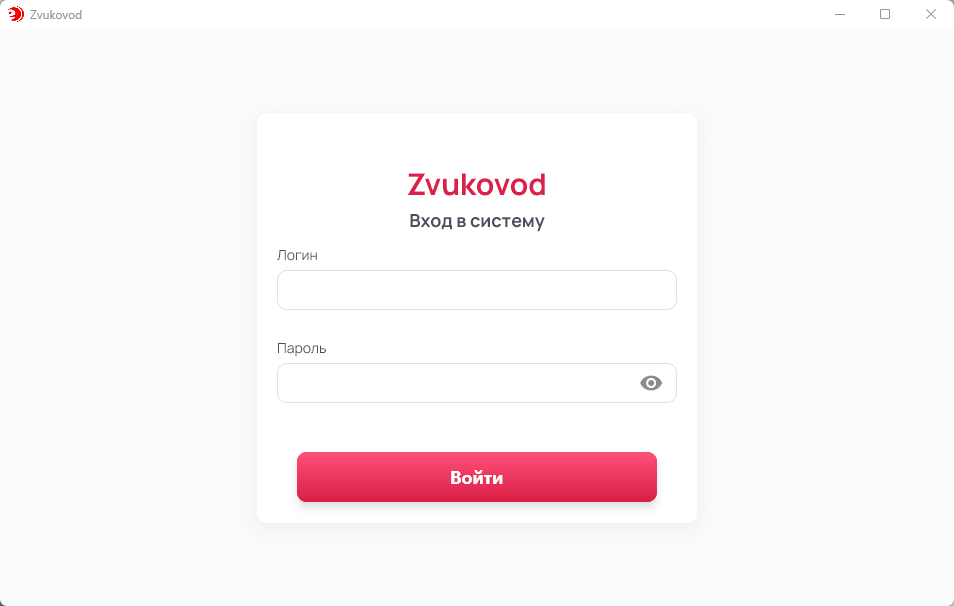 Zvukovod
Zvukovod
Вход в систему
Логин
Пароль
Войти